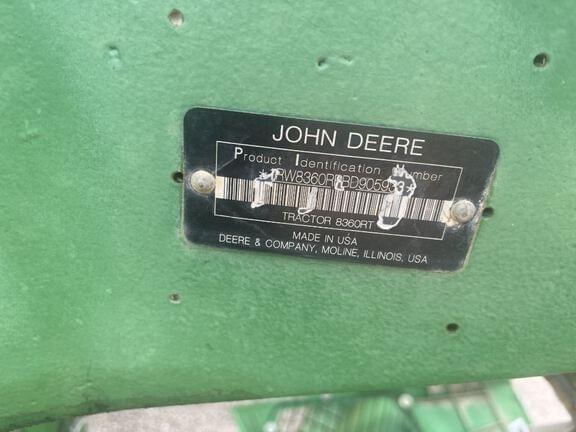 JOHN DEERE
Product Identification Number
TRACTOR 8360RT
MADE IN USA
DEERE & COMPANY, MOLINE, ILLINOIS, USA